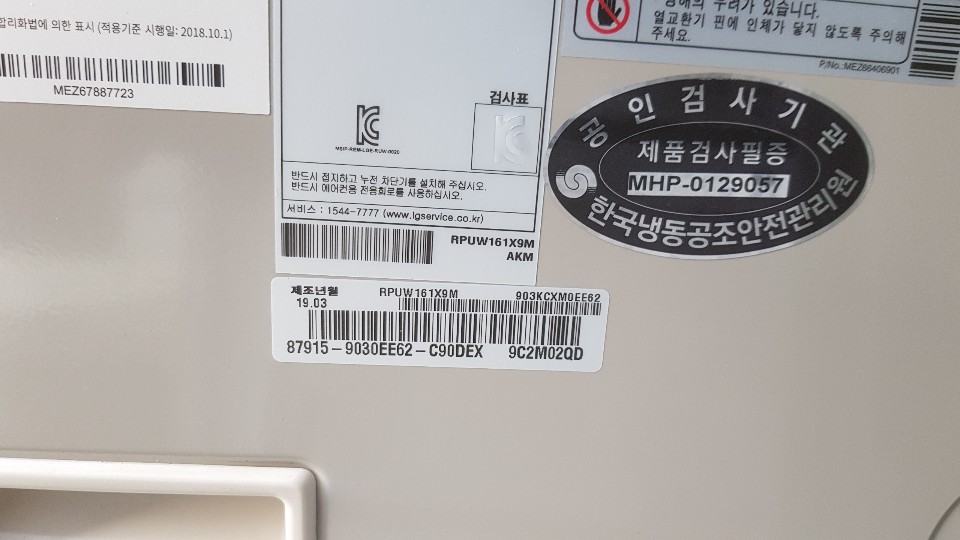 합리화법에 의한 표시 (적용기준 시행일: 2018.10.1)
MEZ67887723
검사표
MSIP-REM-LGE-RUW-0020
반드시 접지하고 누전 차단기를 설치해 주십시오.
반드시 에어컨용 전용회로를 사용하십시오.
서비스 : 1544-7777 (www.lgservice.co.kr)
RPUW161X9M
AKM
제조년월 RPUW161X9M 903KCXM0EE62
19.03
87915-9030EE62-C90DEX 9C2M02QD
우려가 있습니다.
열교환기 핀에 인체가 닿지 않도록 주의해
주세요.
P/No.:MEZ66406901
공인검사기관
제품검사필증
MHP-0129057
한국냉동공조안전관리원